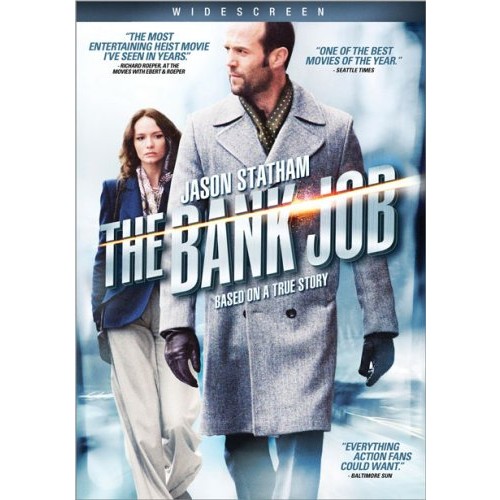 WIDESCREEN
"THE MOST
ENTERTAINING HEIST MOVIE
I'VE SEEN IN YEARS."
- RICHARD ROEPER, AT THE
MOVIES WITH EBERT & ROEPER
"ONE OF THE BEST
MOVIES OF THE YEAR."
- SEATTLE TIMES
JASON STATHAM
THE BANK JOB
BASED ON A TRUE STORY
"EVERYTHING
ACTION FANS
COULD WANT."
- BALTIMORE SUN